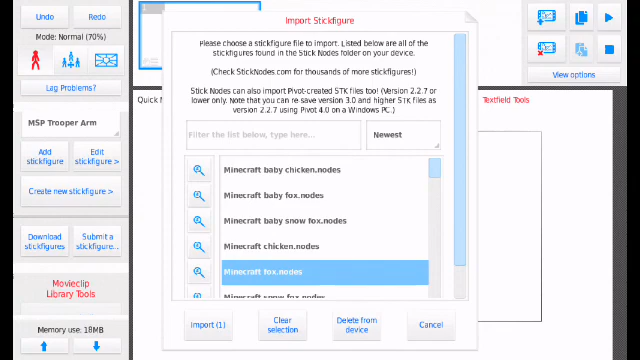 Undo
Redo
Mode: Normal (70%)
Lag Problems?
MSP Trooper Arm
Add stickfigure
Edit stickfigure >
Create new stickfigure >
Download stickfigures
Submit a stickfigure...
Movieclip
Library Tools
Memory use: 18MB
1
Quick M
Import Stickfigure
Please choose a stickfigure file to import. Listed below are all of the
stickfigures found in the Stick Nodes folder on your device.
(Check StickNodes.com for thousands of more stickfigures!)
Stick Nodes can also import Pivot-created STK files too! (Version 2.2.7 or
lower only. Note that you can re save version 3.0 and higher STK files as
version 2.2.7 using Pivot 4.0 on a Windows PC.)
Filter the list below, type here...
Newest
Minecraft baby chicken.nodes
Minecraft baby fox.nodes
Minecraft baby snow fox.nodes
Minecraft chicken.nodes
Minecraft fox.nodes
Minecraft snow fox.nodes
Import (1)
Clear selection
Delete from device
Cancel
View options
Textfield Tools